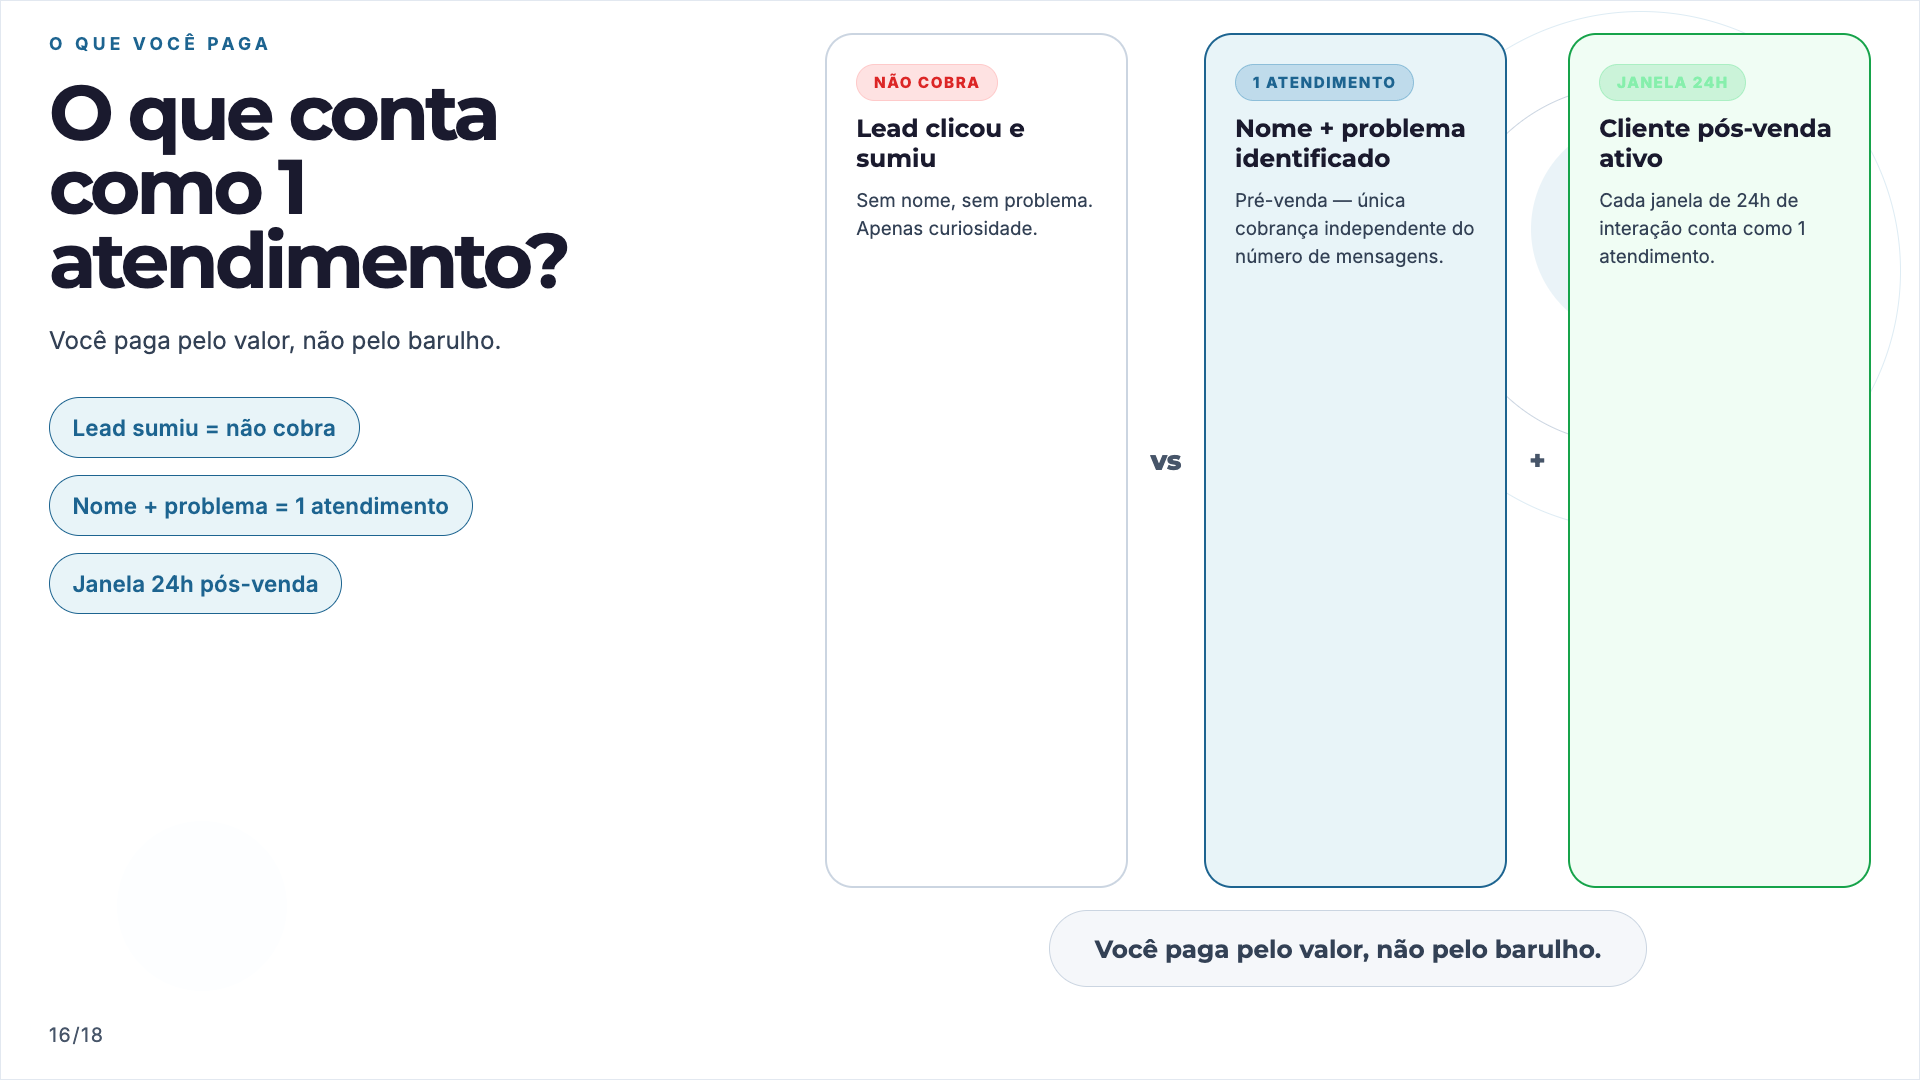 O QUE VOCÊ PAGA
O que conta
como 1
atendimento?
Você paga pelo valor, não pelo barulho.
Lead sumiu = não cobra
Nome + problema = 1 atendimento
Janela 24h pós-venda
NÃO COBRA
Lead clicou e
sumiu
Sem nome, sem problema.
Apenas curiosidade.
vs
1 ATENDIMENTO
Nome + problema
identificado
Pré-venda — única
cobrança independente do
número de mensagens.
+
JANELA 24H
Cliente pós-venda
ativo
Cada janela de 24h de
interação conta como 1
atendimento.
Você paga pelo valor, não pelo barulho.
16/18